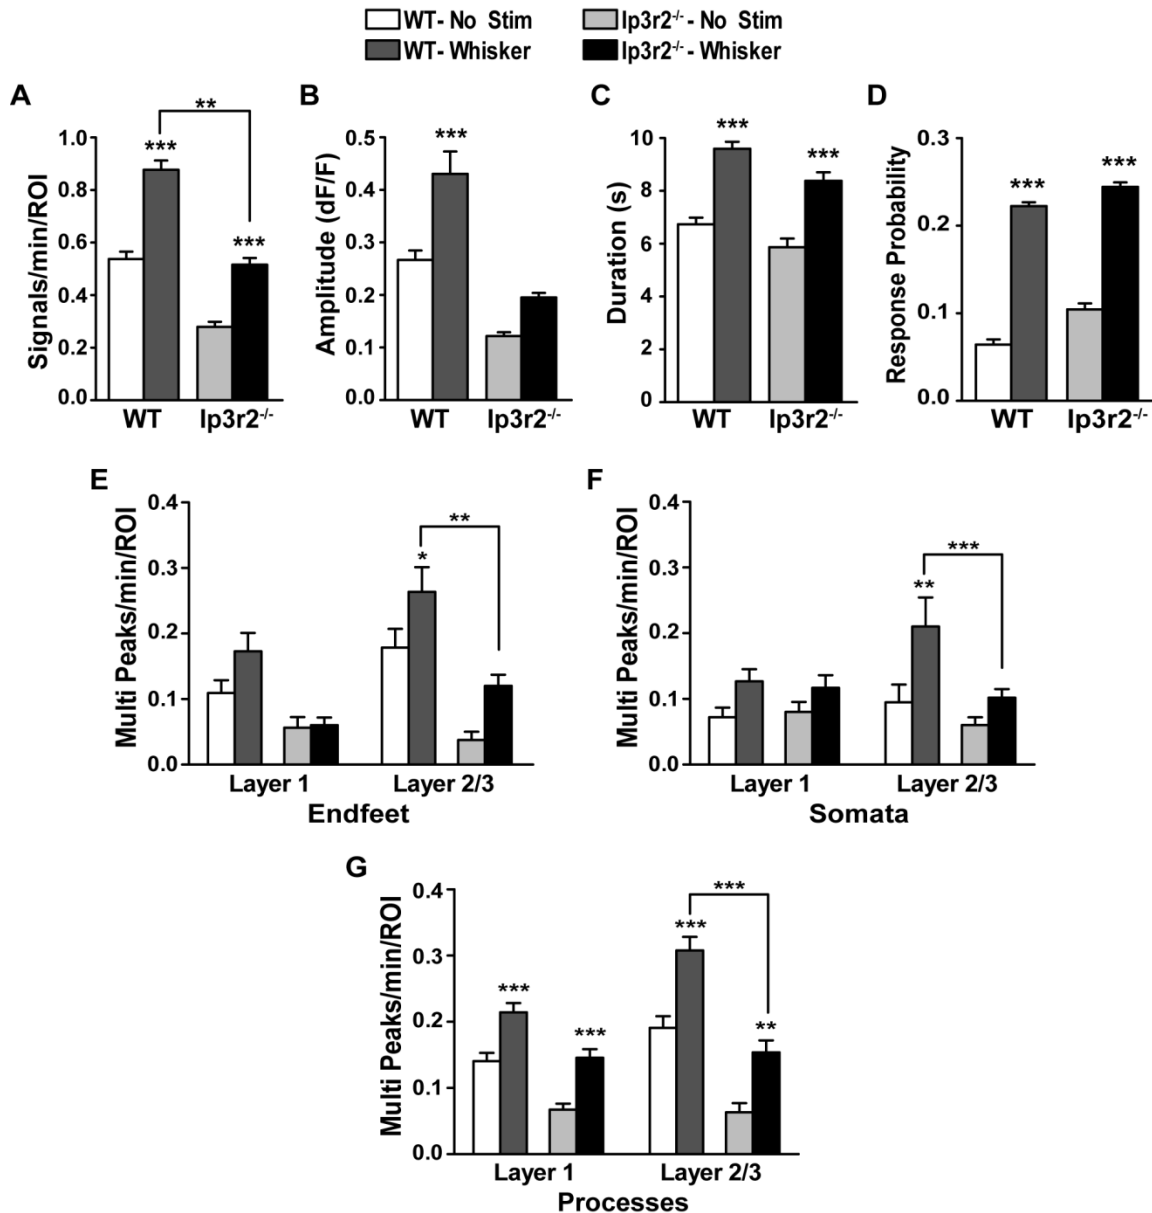 WT- No Stim
Ip3r2-/- - No Stim
WT- Whisker
Ip3r2-/- - Whisker
A
Signals/min/ROI
1.0
0.8
0.6
0.4
0.2
0.0
***
**
***
WT
Ip3r2-/-
B
Amplitude (dF/F)
0.5
0.4
0.3
0.2
0.1
0.0
***
WT
Ip3r2-/-
C
Duration (s)
10
8
6
4
2
0
***
***
WT
Ip3r2-/-
D
Response Probability
0.3
0.2
0.1
0.0
***
***
WT
Ip3r2-/-
E
Multi Peaks/min/ROI
0.4
0.3
0.2
0.1
0.0
**
*
Layer 1
Layer 2/3
Endfeet
F
Multi Peaks/min/ROI
0.4
0.3
0.2
0.1
0.0
***
**
Layer 1
Layer 2/3
Somata
G
Multi Peaks/min/ROI
0.4
0.3
0.2
0.1
0.0
***
***
***
***
**
Layer 1
Layer 2/3
Processes